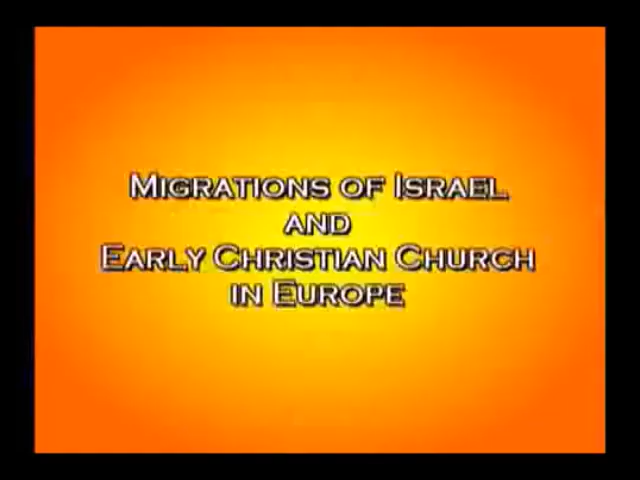 Migrations of Israel
and
Early Christian Church
in Europe